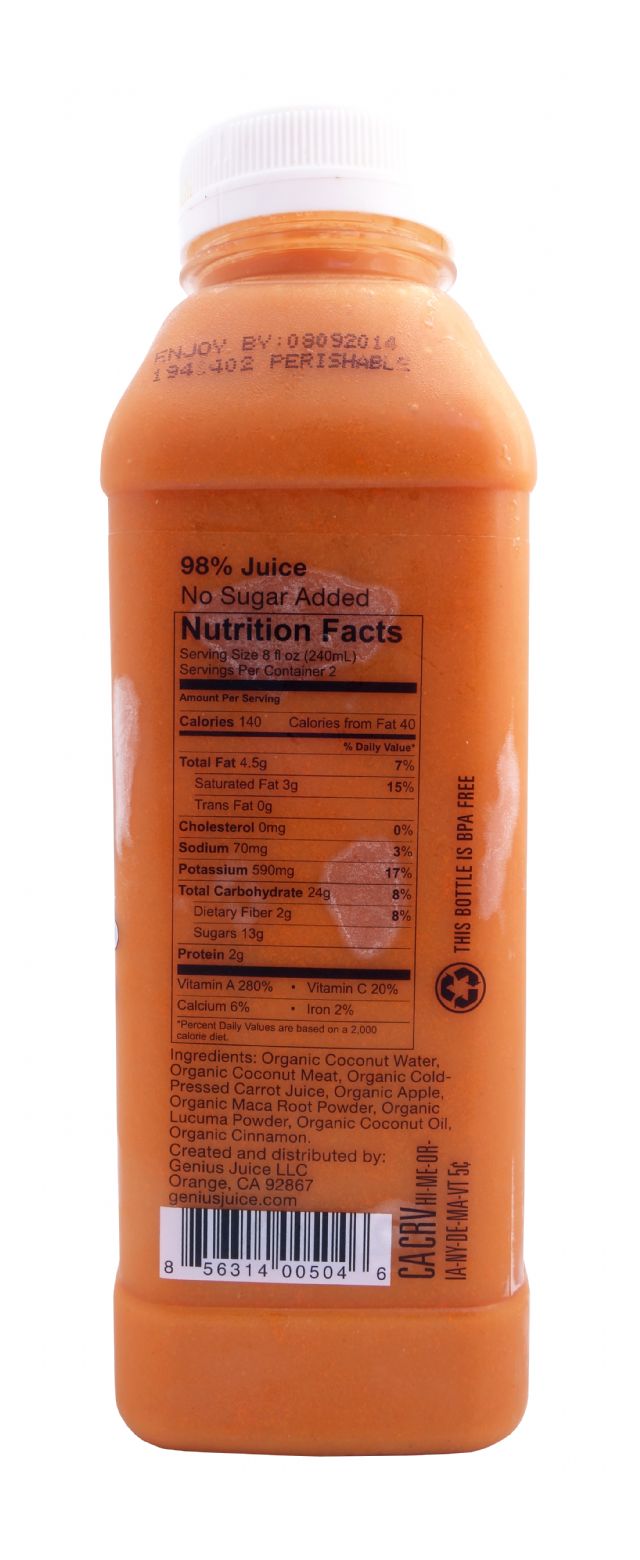 ENJOY BY:08092014
402 PERISHABLE
98% Juice
No Sugar Added
Nutrition Facts
Serving Size 8 fl oz (240mL)
Servings Per Container 2
Amount Per Serving
Calories 140 Calories from Fat 40
% Daily Value*
Total Fat 4.5g 7%
Saturated Fat 3g 15%
Trans Fat 0g
Cholesterol 0mg 0%
Sodium 70mg 3%
Potassium 590mg 17%
Total Carbohydrate 24g 8%
Dietary Fiber 2g 8%
Sugars 13g
Protein 2g
Vitamin A 280% • Vitamin C 20%
Calcium 6% • Iron 2%
*Percent Daily Values are based on a 2,000
calorie diet.
Ingredients: Organic Coconut Water,
Organic Coconut Meat, Organic Cold-
Pressed Carrot Juice, Organic Apple,
Organic Maca Root Powder, Organic
Lucuma Powder, Organic Coconut Oil,
Organic Cinnamon.
Created and distributed by:
Genius Juice LLC
Orange, CA 92867
geniusjuice.com
8 56314 00504 6
THIS BOTTLE IS BPA FREE
CACRV HI-ME-OR-
IA-NY-DE-MA-VT 5¢